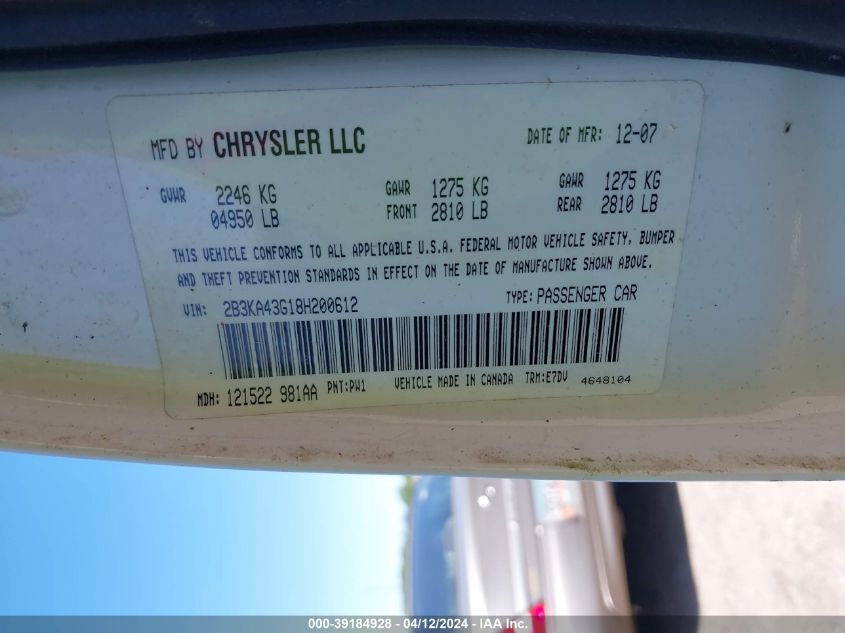 MFD BY CHRYSLER LLC DATE OF MFR: 12-07
GVWR 2246 KG GAWR 1275 KG GAWR 1275 KG
04950 LB FRONT 2810 LB REAR 2810 LB
THIS VEHICLE CONFORMS TO ALL APPLICABLE U.S.A. FEDERAL MOTOR VEHICLE SAFETY, BUMPER
AND THEFT PREVENTION STANDARDS IN EFFECT ON THE DATE OF MANUFACTURE SHOWN ABOVE.
VIN: 2B3KA43G18H200612 TYPE: PASSENGER CAR
MDH: 121522 981AA PNT: PW1 VEHICLE MADE IN CANADA TRM: E7DV 4648104
000-39184928 - 04/12/2024 - IAA Inc.